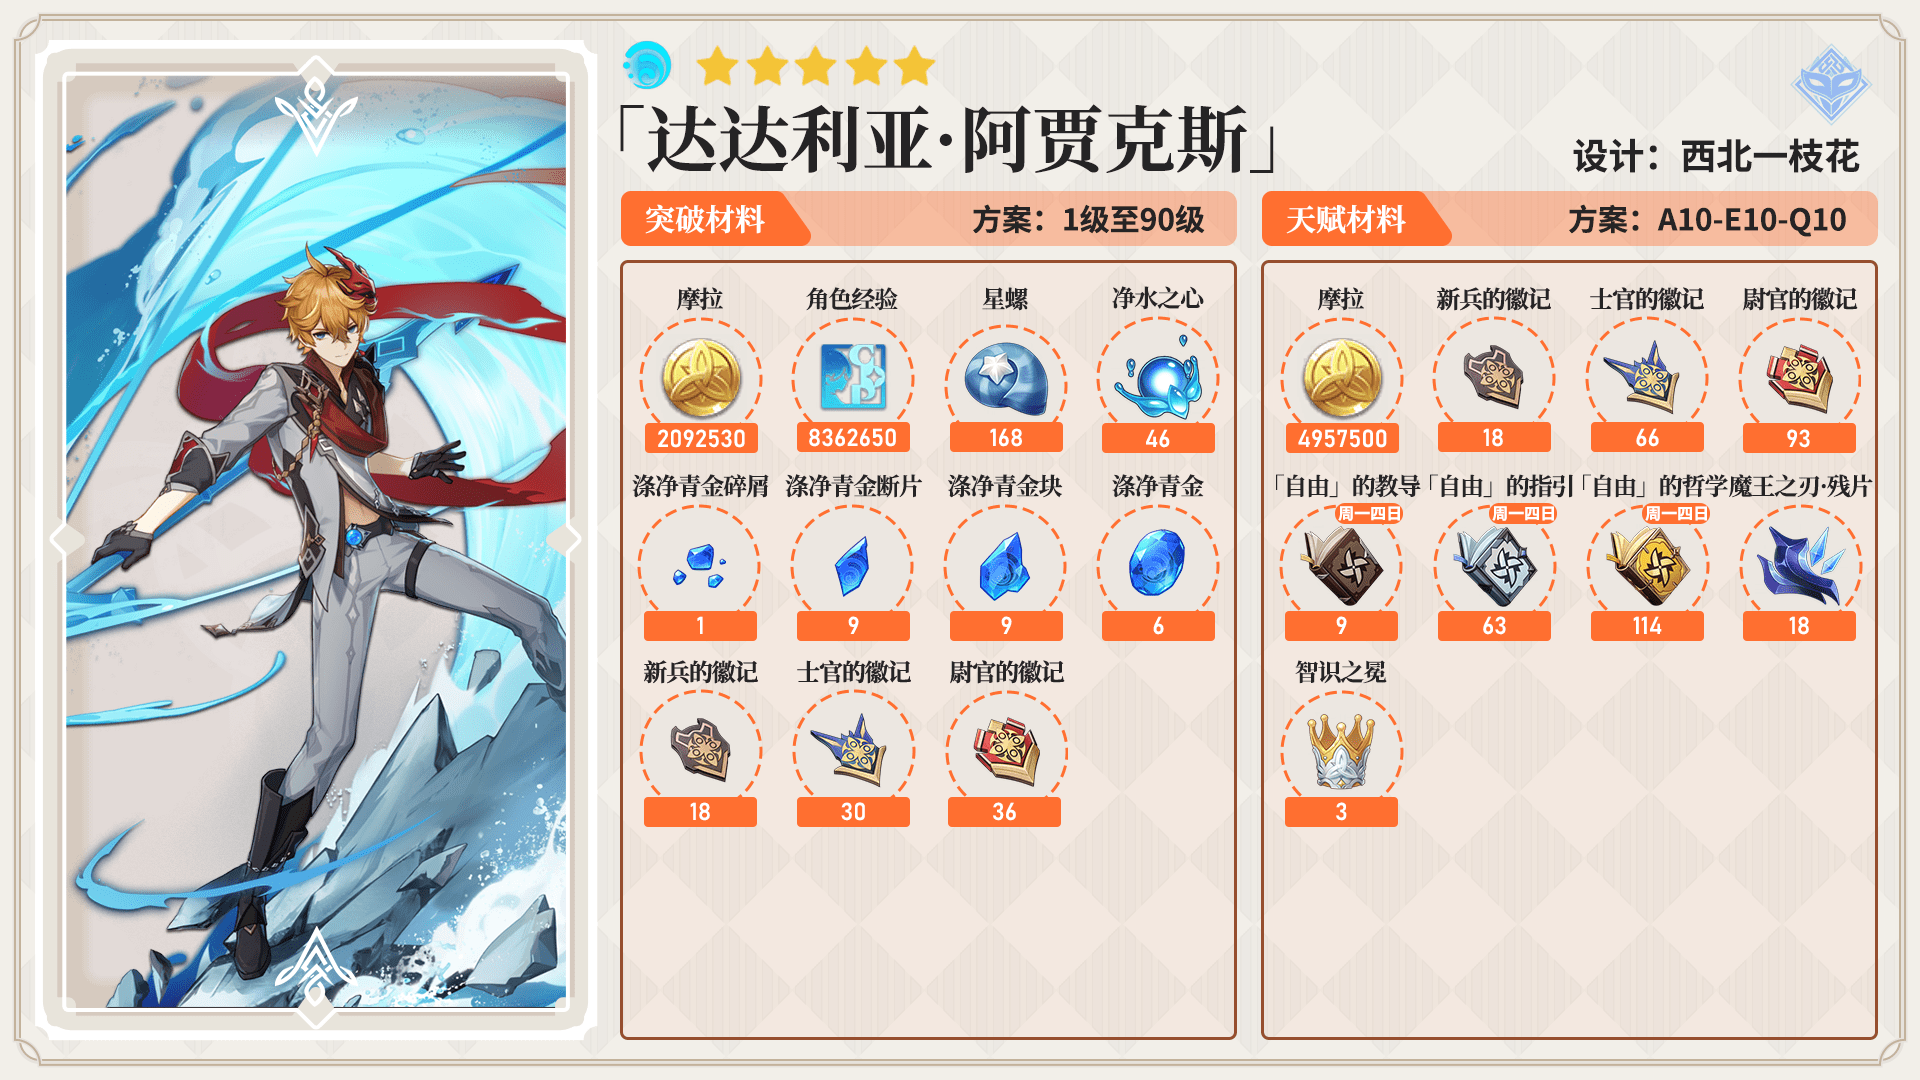 「达达利亚·阿贾克斯」
设计：西北一枝花
突破材料
方案：1级至90级
摩拉 角色经验 星螺 净水之心
2092530 8362650 168 46
涤净青金碎屑 涤净青金断片 涤净青金块 涤净青金
1 9 9 6
新兵的徽记 士官的徽记 尉官的徽记
18 30 36
天赋材料
方案：A10-E10-Q10
摩拉 新兵的徽记 士官的徽记 尉官的徽记
4957500 18 66 93
「自由」的教导 「自由」的指引 「自由」的哲学 魔王之刃·残片
周一四日 周一四日 周一四日
9 63 114 18
智识之冕
3